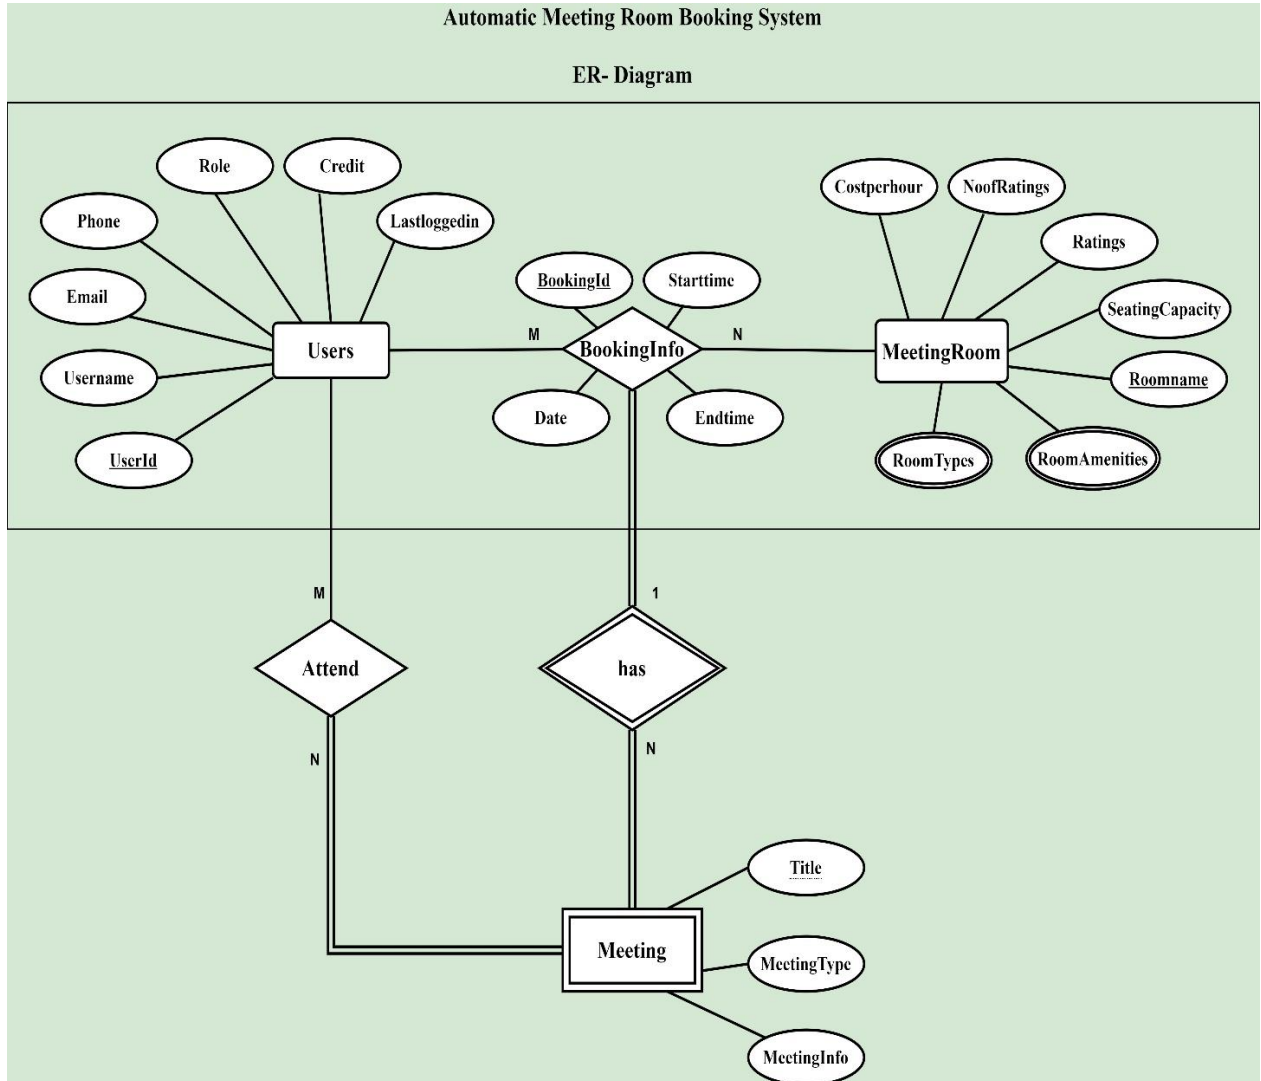 Automatic Meeting Room Booking System
ER- Diagram
Role
Credit
Phone
Lastloggedin
Email
Username
UserId
Users
M
BookingId
Starttime
BookingInfo
Date
Endtime
N
Costperhour
NoofRatings
Ratings
SeatingCapacity
MeetingRoom
Roomname
RoomTypes
RoomAmenities
M
1
Attend
has
N
N
Title
Meeting
MeetingType
MeetingInfo